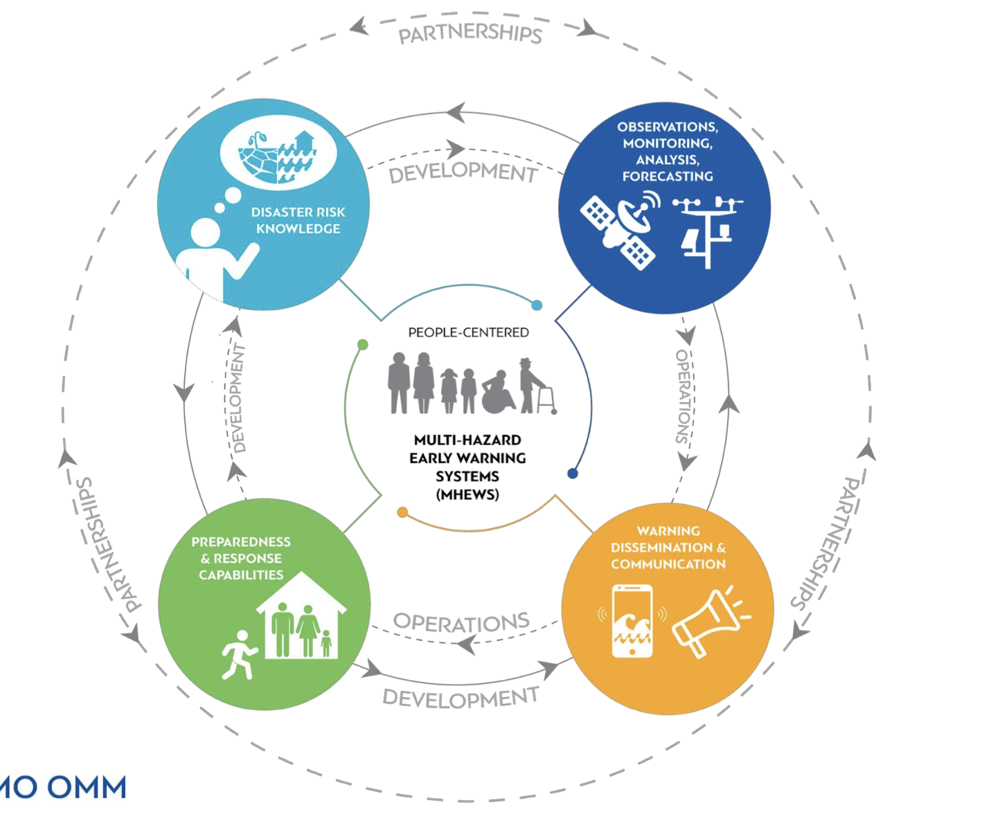 PARTNERSHIPS
DEVELOPMENT
DISASTER RISK
KNOWLEDGE
OBSERVATIONS,
MONITORING,
ANALYSIS,
FORECASTING
PEOPLE-CENTERED
MULTI-HAZARD
EARLY WARNING
SYSTEMS
(MHEWS)
DEVELOPMENT
OPERATIONS
PARTNERSHIPS
PARTNERSHIPS
PREPAREDNESS
& RESPONSE
CAPABILITIES
WARNING
DISSEMINATION &
COMMUNICATION
OPERATIONS
DEVELOPMENT
MO OMM